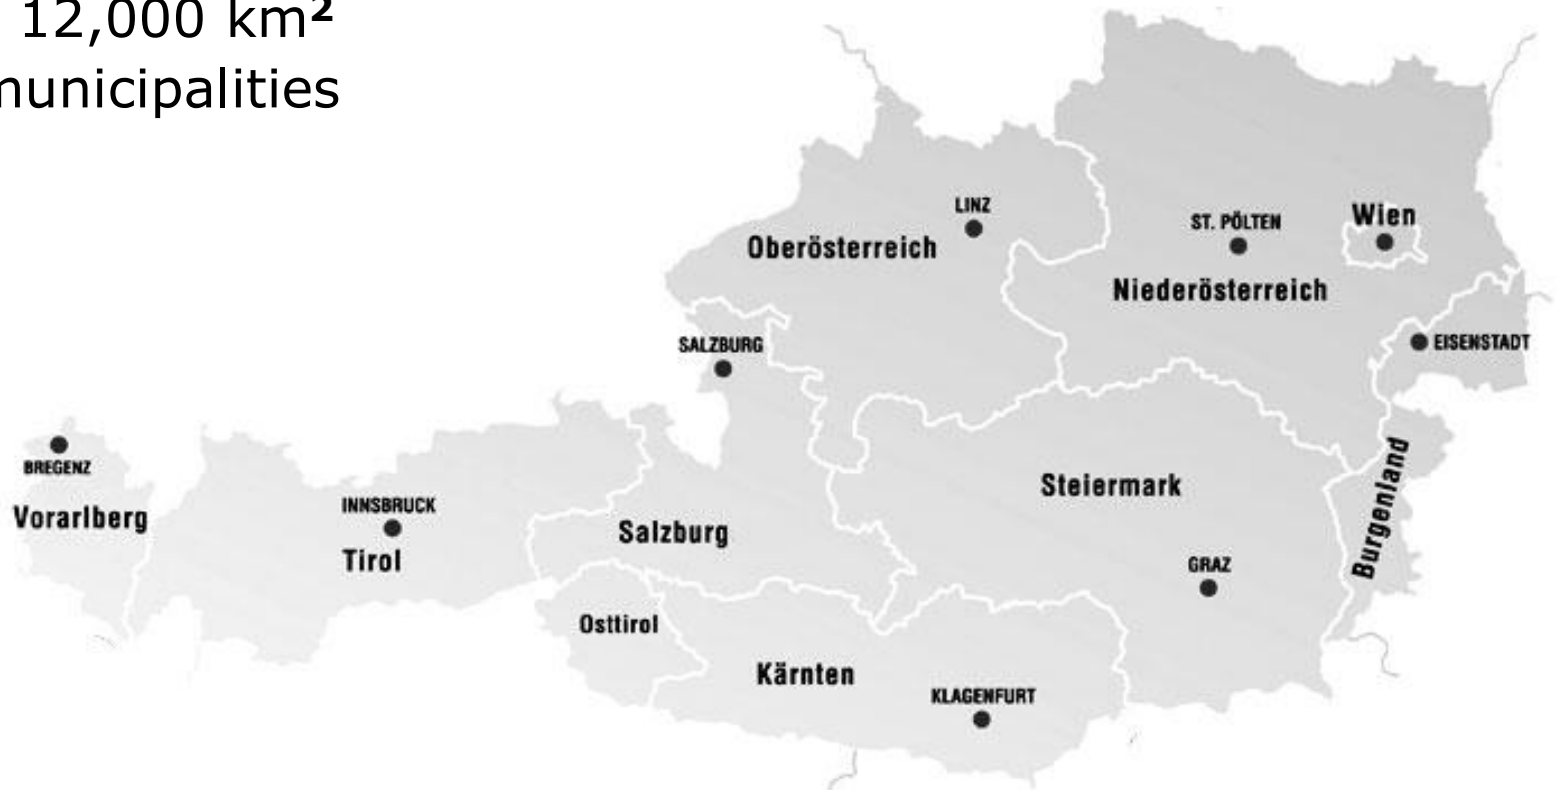 12,000 km²
municipalities
LINZ
Oberösterreich
ST. PÖLTEN
Wien
Niederösterreich
SALZBURG
EISENSTADT
BREGENZ
Vorarlberg
INNSBRUCK
Tirol
Salzburg
Steiermark
Burgenland
GRAZ
Osttirol
Kärnten
KLAGENFURT